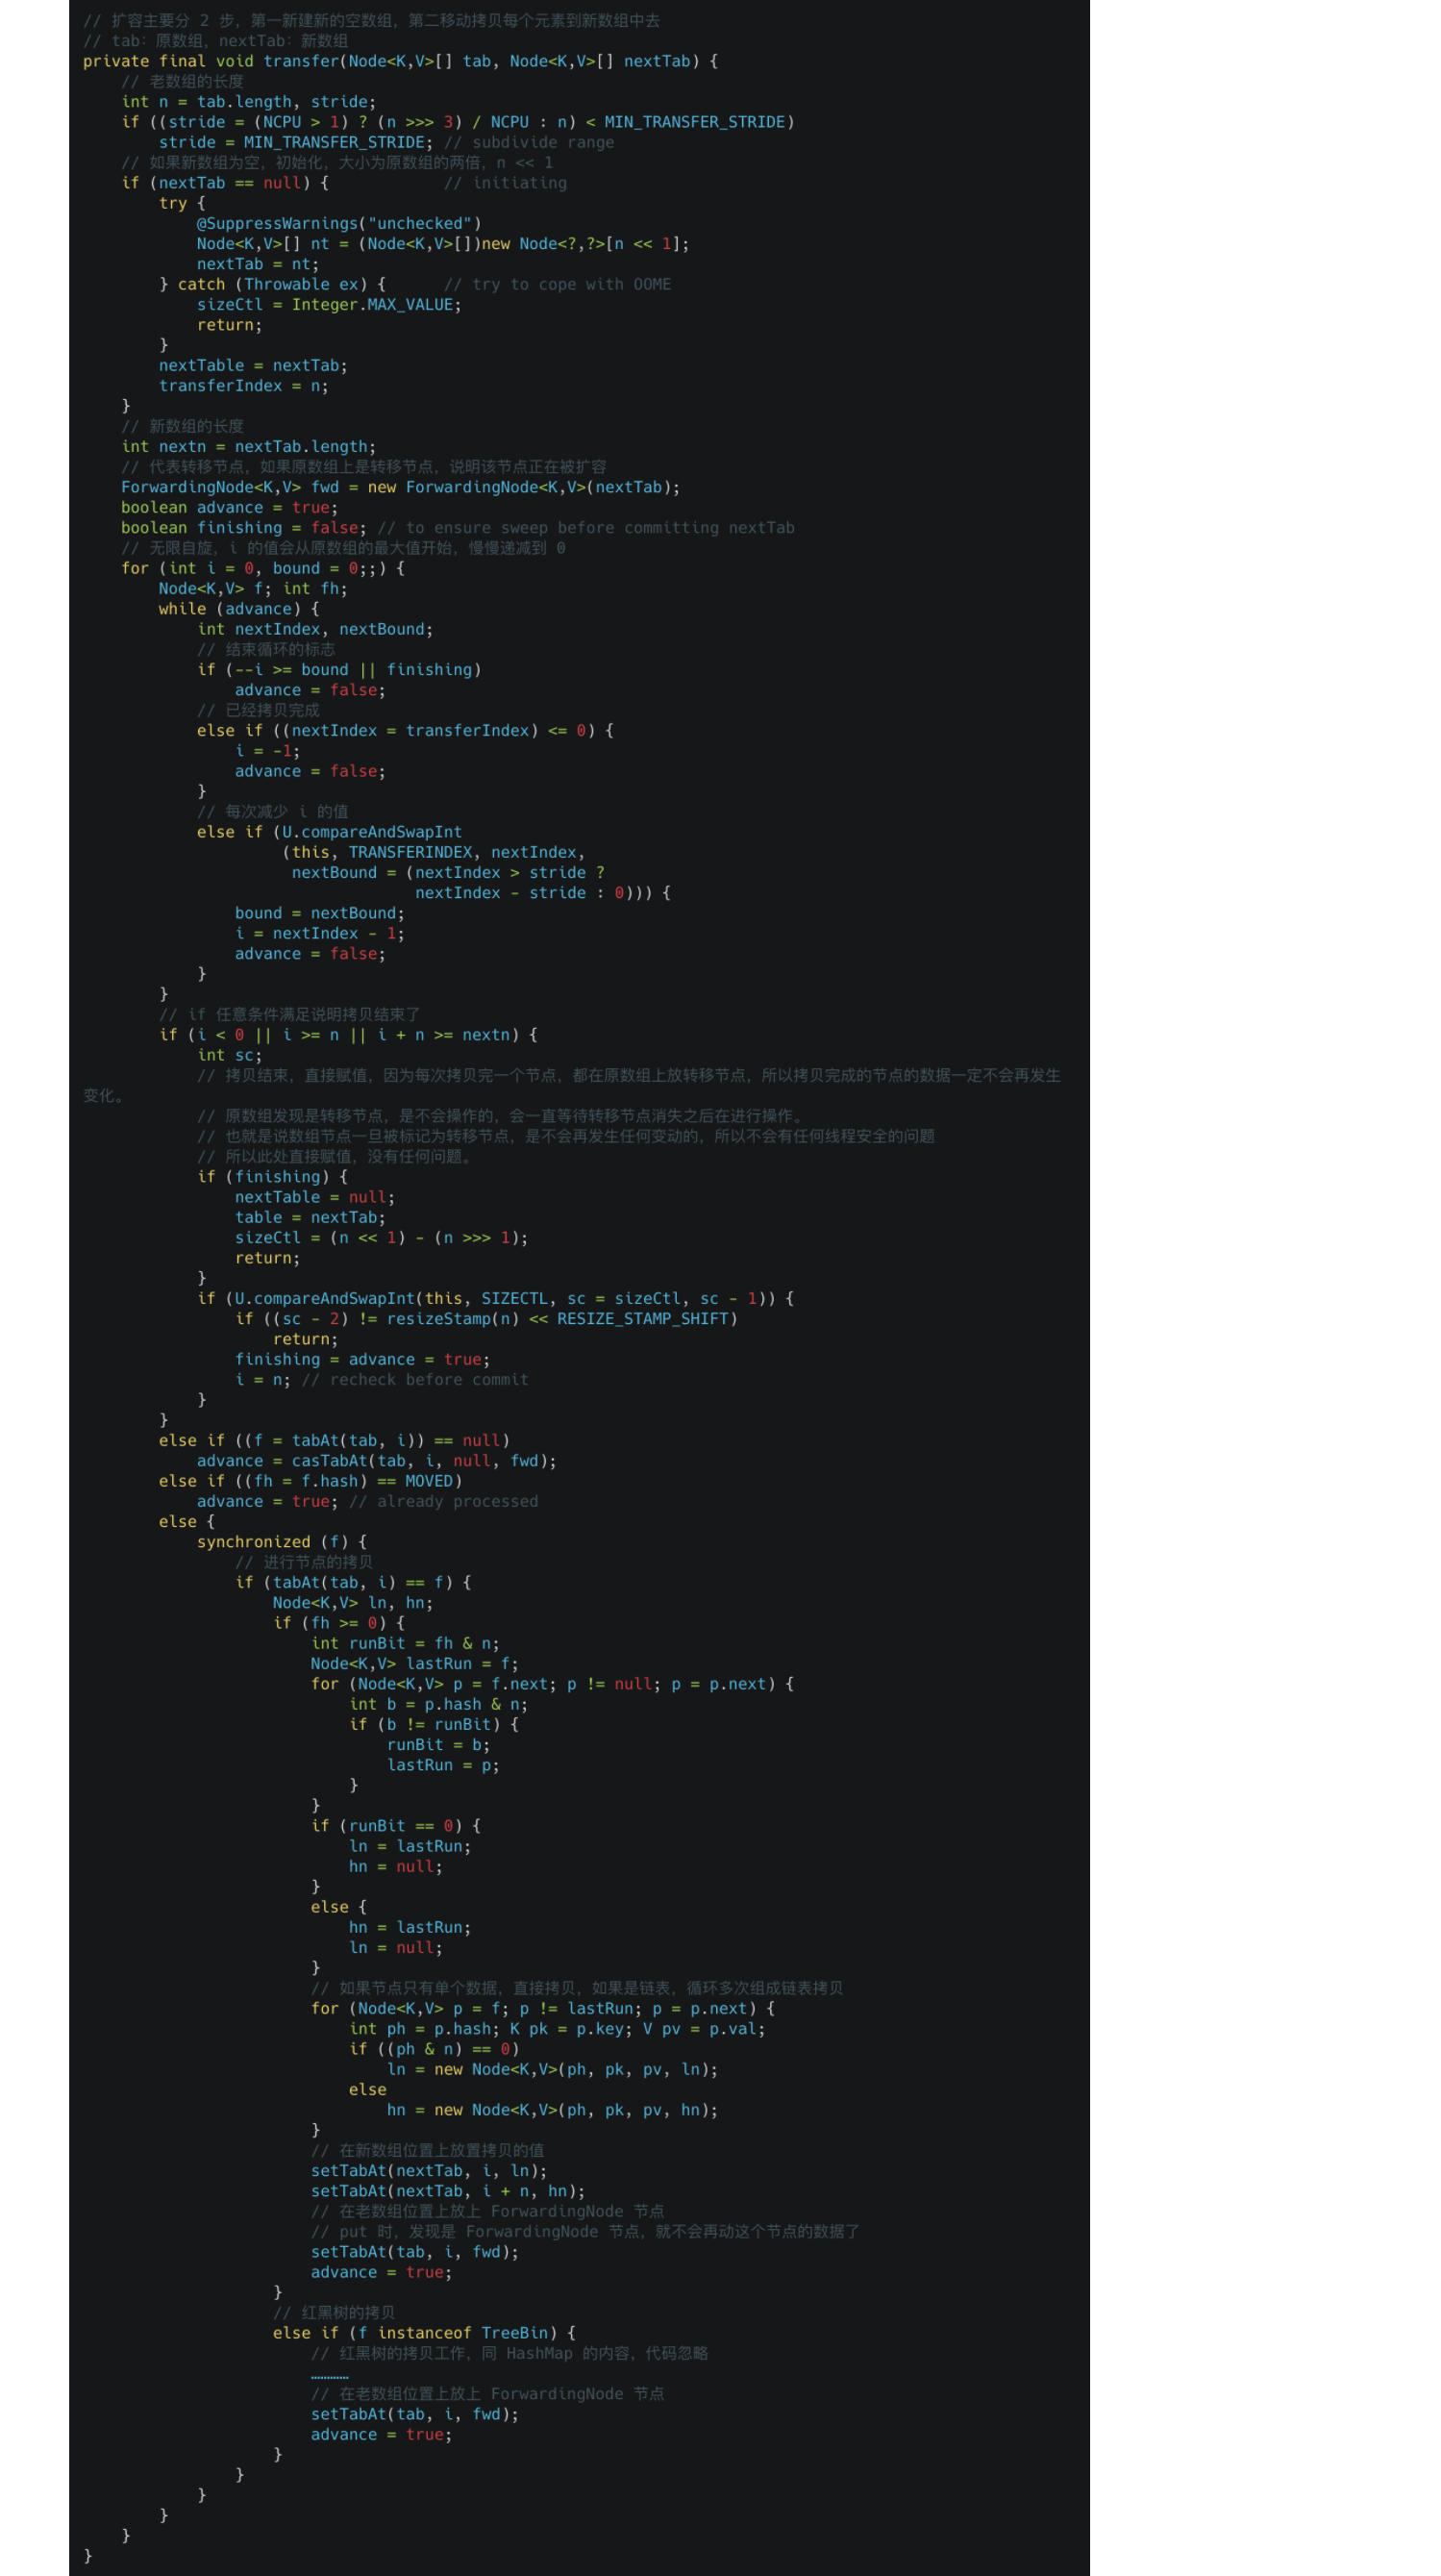 // 扩容主要分 2 步，第一新建新的空数组，第二移动拷贝每个元素到新数组中去
// tab：原数组，nextTab：新数组
private final void transfer(Node<K,V>[] tab, Node<K,V>[] nextTab) {
    // 老数组的长度
    int n = tab.length, stride;
    if ((stride = (NCPU > 1) ? (n >>> 3) / NCPU : n) < MIN_TRANSFER_STRIDE)
        stride = MIN_TRANSFER_STRIDE; // subdivide range
    // 如果新数组为空，初始化，大小为原数组的两倍，n << 1
    if (nextTab == null) {            // initiating
        try {
            @SuppressWarnings("unchecked")
            Node<K,V>[] nt = (Node<K,V>[])new Node<?,?>[n << 1];
            nextTab = nt;
        } catch (Throwable ex) {      // try to cope with OOME
            sizeCtl = Integer.MAX_VALUE;
            return;
        }
        nextTable = nextTab;
        transferIndex = n;
    }
    // 新数组的长度
    int nextn = nextTab.length;
    // 代表转移节点，如果原数组上是转移节点，说明该节点正在被扩容
    ForwardingNode<K,V> fwd = new ForwardingNode<K,V>(nextTab);
    boolean advance = true;
    boolean finishing = false; // to ensure sweep before committing nextTab
    // 无限自旋，i 的值会从原数组的最大值开始，慢慢递减到 0
    for (int i = 0, bound = 0;;) {
        Node<K,V> f; int fh;
        while (advance) {
            int nextIndex, nextBound;
            // 结束循环的标志
            if (--i >= bound || finishing)
                advance = false;
            // 已经拷贝完成
            else if ((nextIndex = transferIndex) <= 0) {
                i = -1;
                advance = false;
            }
            // 每次减少 i 的值
            else if (U.compareAndSwapInt
                     (this, TRANSFERINDEX, nextIndex,
                      nextBound = (nextIndex > stride ?
                                   nextIndex - stride : 0))) {
                bound = nextBound;
                i = nextIndex - 1;
                advance = false;
            }
        }
        // if 任意条件满足说明拷贝结束了
        if (i < 0 || i >= n || i + n >= nextn) {
            int sc;
            // 拷贝结束，直接赋值，因为每次拷贝完一个节点，都在原数组上放转移节点，所以拷贝完成的节点的数据一定不会再发生
变化。
            // 原数组发现是转移节点，是不会操作的，会一直等待转移节点消失之后在进行操作。
            // 也就是说数组节点一旦被标记为转移节点，是不会再发生任何变动的，所以不会有任何线程安全的问题
            // 所以此处直接赋值，没有任何问题。
            if (finishing) {
                nextTable = null;
                table = nextTab;
                sizeCtl = (n << 1) - (n >>> 1);
                return;
            }
            if (U.compareAndSwapInt(this, SIZECTL, sc = sizeCtl, sc - 1)) {
                if ((sc - 2) != resizeStamp(n) << RESIZE_STAMP_SHIFT)
                    return;
                finishing = advance = true;
                i = n; // recheck before commit
            }
        }
        else if ((f = tabAt(tab, i)) == null)
            advance = casTabAt(tab, i, null, fwd);
        else if ((fh = f.hash) == MOVED)
            advance = true; // already processed
        else {
            synchronized (f) {
                // 进行节点的拷贝
                if (tabAt(tab, i) == f) {
                    Node<K,V> ln, hn;
                    if (fh >= 0) {
                        int runBit = fh & n;
                        Node<K,V> lastRun = f;
                        for (Node<K,V> p = f.next; p != null; p = p.next) {
                            int b = p.hash & n;
                            if (b != runBit) {
                                runBit = b;
                                lastRun = p;
                            }
                        }
                        if (runBit == 0) {
                            ln = lastRun;
                            hn = null;
                        }
                        else {
                            hn = lastRun;
                            ln = null;
                        }
                        // 如果节点只有单个数据，直接拷贝，如果是链表，循环多次组成链表拷贝
                        for (Node<K,V> p = f; p != lastRun; p = p.next) {
                            int ph = p.hash; K pk = p.key; V pv = p.val;
                            if ((ph & n) == 0)
                                ln = new Node<K,V>(ph, pk, pv, ln);
                            else
                                hn = new Node<K,V>(ph, pk, pv, hn);
                        }
                        // 在新数组位置上放置拷贝的值
                        setTabAt(nextTab, i, ln);
                        setTabAt(nextTab, i + n, hn);
                        // 在老数组位置上放上 ForwardingNode 节点
                        // put 时，发现是 ForwardingNode 节点，就不会再动这个节点的数据了
                        setTabAt(tab, i, fwd);
                        advance = true;
                    }
                    // 红黑树的拷贝
                    else if (f instanceof TreeBin) {
                        // 红黑树的拷贝工作，同 HashMap 的内容，代码忽略
                        …………
                        // 在老数组位置上放上 ForwardingNode 节点
                        setTabAt(tab, i, fwd);
                        advance = true;
                    }
                }
            }
        }
    }
}